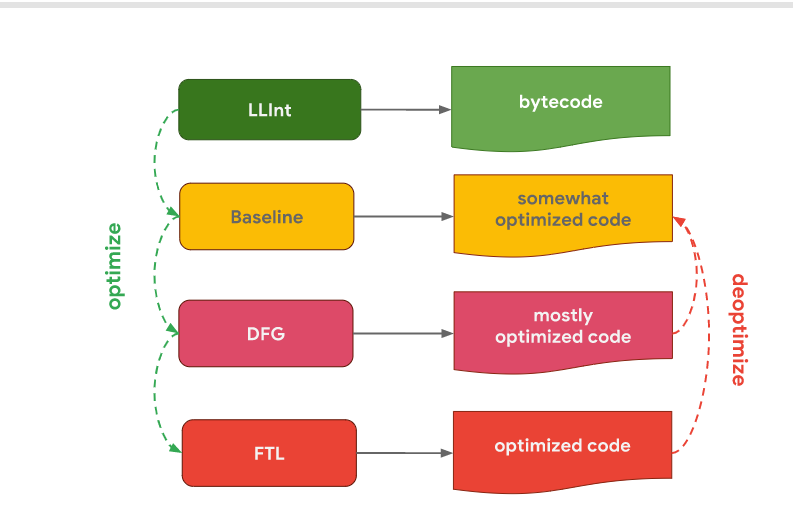 LLInt
bytecode
Baseline
somewhat
optimized code
optimize
deoptimize
DFG
mostly
optimized code
FTL
optimized code